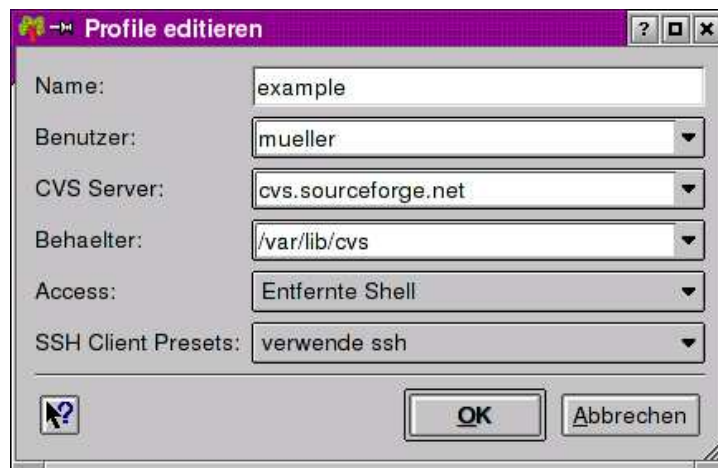 Profile editieren
Name: example
Benutzer: mueller
CVS Server: cvs.sourceforge.net
Behaelter: /var/lib/cvs
Access: Entfernte Shell
SSH Client Presets: verwende ssh
OK Abbrechen